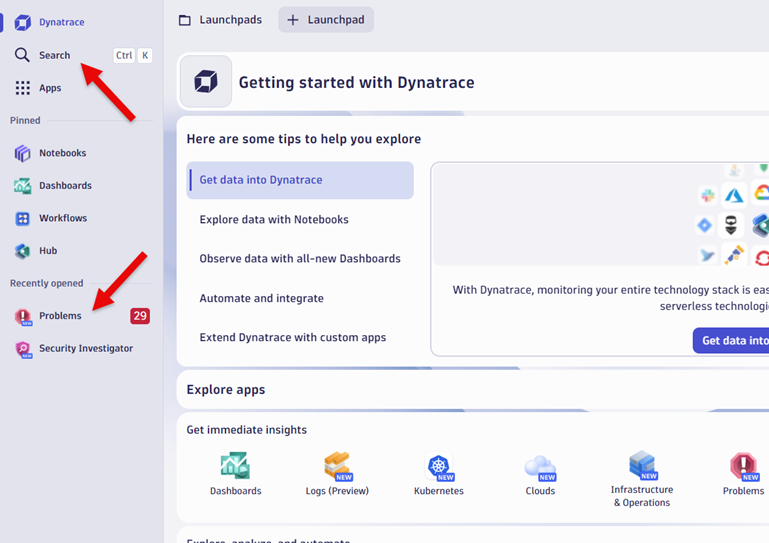 Dynatrace
Search Ctrl K
Apps
Pinned
Notebooks
Dashboards
Workflows
Hub
Recently opened
Problems 29
NEW
Security Investigator
NEW
Launchpads
+ Launchpad
Getting started with Dynatrace
Here are some tips to help you explore
Get data into Dynatrace
Explore data with Notebooks
Observe data with all-new Dashboards
Automate and integrate
Extend Dynatrace with custom apps
With Dynatrace, monitoring your entire technology stack is eas
serverless technologi
Get data into
Explore apps
Get immediate insights
NEW NEW NEW NEW NEW
Dashboards Logs (Preview) Kubernetes Clouds Infrastructure & Operations Problems
Explore, analyze, and automate